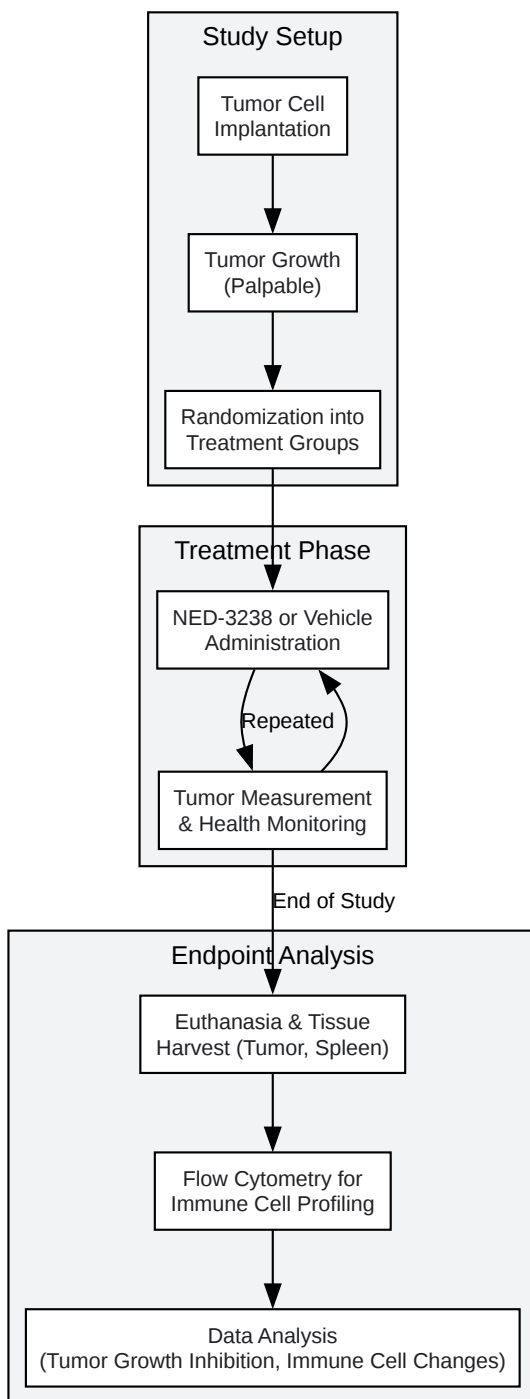 Study Setup
Tumor Cell
Implantation
Tumor Growth
(Palpable)
Randomization into
Treatment Groups
Treatment Phase
NED-3238 or Vehicle
Administration
Repeated
Tumor Measurement
& Health Monitoring
End of Study
Endpoint Analysis
Euthanasia & Tissue
Harvest (Tumor, Spleen)
Flow Cytometry for
Immune Cell Profiling
Data Analysis
(Tumor Growth Inhibition, Immune Cell Changes)